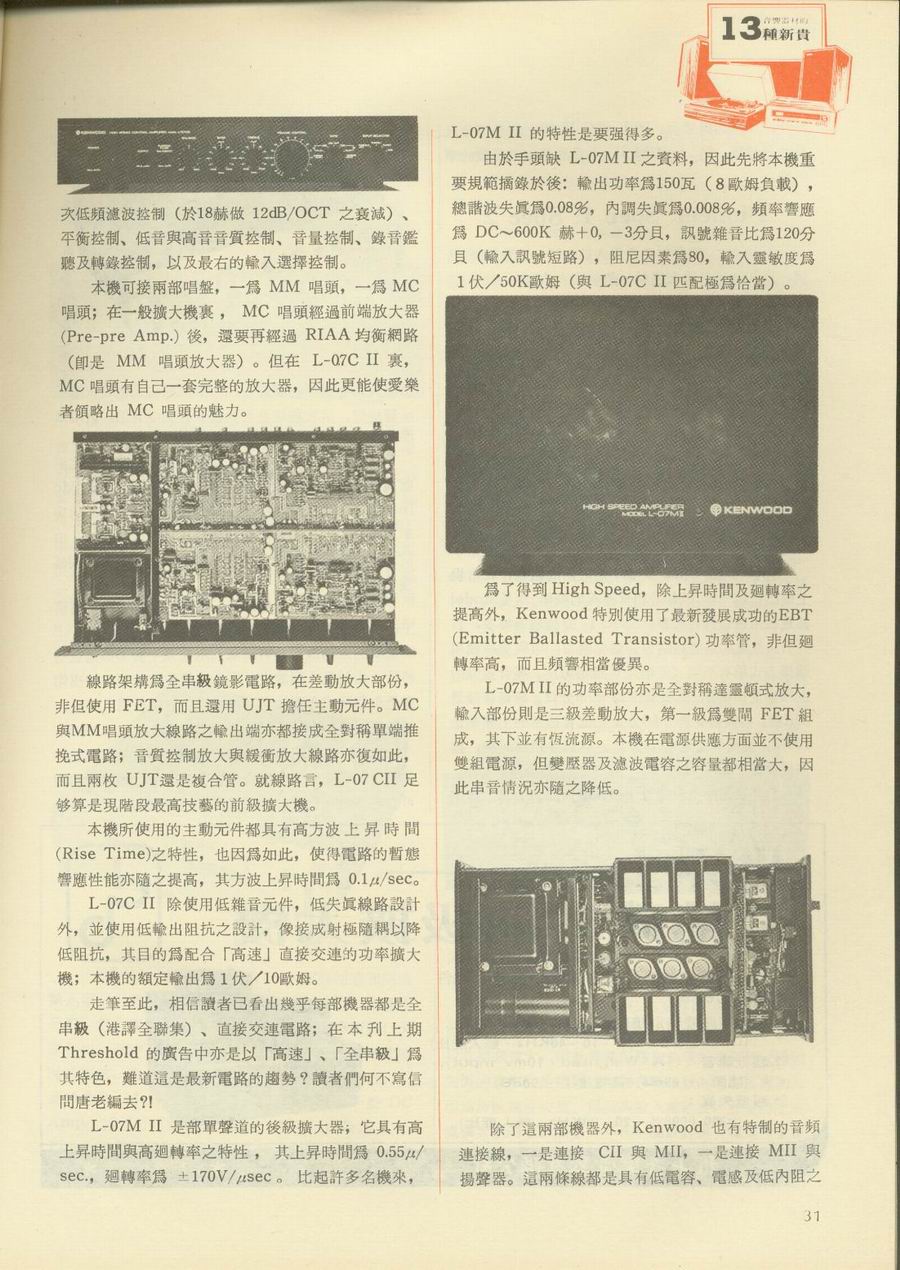 13 音響器材的
種新貴
KENWOOD
次低頻濾波控制（於18赫做 12dB/OCT 之衰減）、
平衡控制、低音與高音音質控制、音量控制、錄音鑑
聽及轉錄控制，以及最右的輸入選擇控制。
本機可接兩部唱盤，一爲 MM 唱頭，一爲 MC
唱頭；在一般擴大機裏， MC 唱頭經過前端放大器
(Pre-pre Amp.) 後，還要再經過 RIAA 均衡網路
（卽是 MM 唱頭放大器）。但在 L-07C II 裏，
MC 唱頭有自己一套完整的放大器，因此更能使愛樂
者領略出 MC 唱頭的魅力。
線路架構爲全串級鏡影電路，在差動放大部份，
非但使用 FET，而且還用 UJT 擔任主動元件。MC
與MM唱頭放大線路之輸出端亦都接成全對稱單端推
挽式電路；音質控制放大與緩衝放大線路亦復如此，
而且兩枚 UJT還是複合管。就線路言，L-07 CII 足
够算是現階段最高技藝的前級擴大機。
本機所使用的主動元件都具有高方波上昇時間
(Rise Time)之特性，也因爲如此，使得電路的暫態
響應性能亦隨之提高，其方波上昇時間爲 0.1μ/sec。
L-07C II 除使用低雜音元件，低失眞線路設計
外，並使用低輸出阻抗之設計，像接成射極隨耦以降
低阻抗，其目的爲配合「高速」直接交連的功率擴大
機；本機的額定輸出爲 1 伏／10歐姆。
走筆至此，相信讀者已看出幾乎每部機器都是全
串級（港譯全聯集）、直接交連電路；在本刊上期
Threshold 的廣告中亦是以「高速」、「全串級」爲
其特色，難道這是最新電路的趨勢？讀者們何不寫信
問唐老編去?!
L-07M II 是部單聲道的後級擴大器；它具有高
上昇時間與高廻轉率之特性， 其上昇時間爲 0.55μ/
sec.，廻轉率爲 ±170V/μsec 。 比起許多名機來，
L-07M II 的特性是要强得多。
由於手頭缺 L-07M II 之資料，因此先將本機重
要規範摘錄於後：輸出功率爲150瓦（8歐姆負載），
總諧波失眞爲0.08%，內調失眞爲0.008%，頻率響應
爲 DC～600K 赫+0, －3分貝，訊號雜音比爲120分
貝（輸入訊號短路），阻尼因素爲80，輸入靈敏度爲
1 伏／50K歐姆（與 L-07C II 匹配極爲恰當）。
HIGH SPEED AMPLIFIER
MODEL L-07MII
KENWOOD
爲了得到 High Speed，除上昇時間及廻轉率之
提高外，Kenwood 特別使用了最新發展成功的EBT
(Emitter Ballasted Transistor) 功率管，非但廻
轉率高，而且頻響相當優異。
L-07M II 的功率部份亦是全對稱達靈頓式放大，
輸入部份則是三級差動放大，第一級爲雙閘 FET 組
成，其下並有恆流源。本機在電源供應方面並不使用
雙組電源，但變壓器及濾波電容之容量都相當大，因
此串音情況亦隨之降低。
除了這兩部機器外，Kenwood 也有特制的音頻
連接線，一是連接 CII 與 MII，一是連接 MII 與
揚聲器。這兩條線都是具有低電容、電感及低內阻之
31